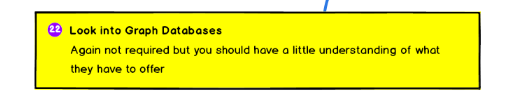 22 Look into Graph Databases
Again not required but you should have a little understanding of what
they have to offer